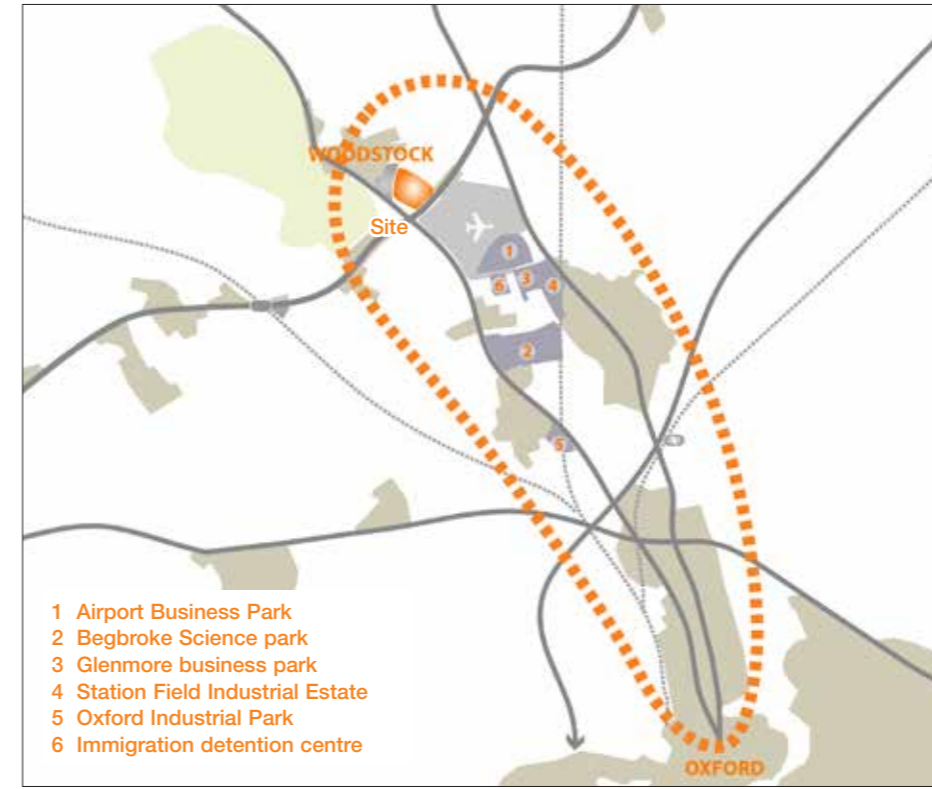 WOODSTOCK
Site
1
6
3
4
2
5
OXFORD
1 Airport Business Park
2 Begbroke Science park
3 Glenmore business park
4 Station Field Industrial Estate
5 Oxford Industrial Park
6 Immigration detention centre